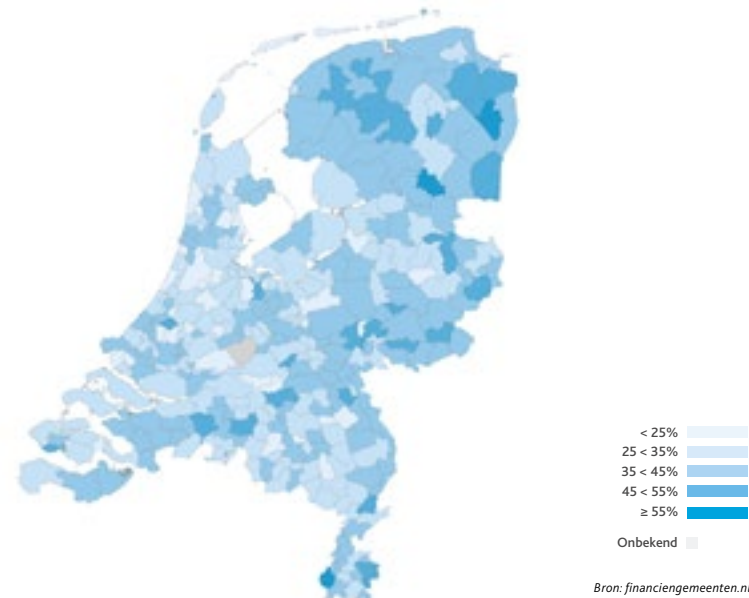 < 25%
25 < 35%
35 < 45%
45 < 55%
≥ 55%
Onbekend
Bron: financiengemeenten.nl